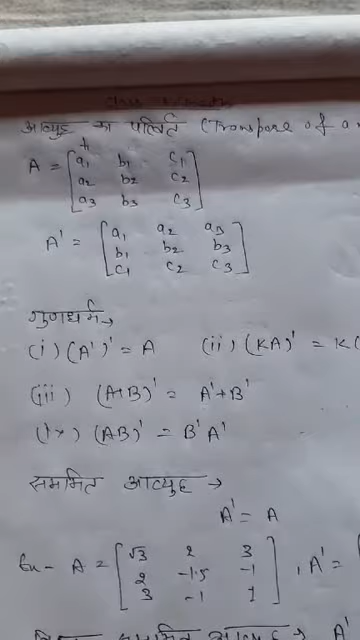 आव्यूह का परिवर्त (Transpose of a
A = [a₁ b₁ c₁
a₂ b₂ c₂
a₃ b₃ c₃]
A' = [a₁ a₂ a₃
b₁ b₂ b₃
c₁ c₂ c₃]
गुणधर्म→
(i) (A')' = A (ii) (KA)' = K(
(iii) (A+B)' = A'+B'
(iv) (AB)' = B'A'
सममित आव्यूह →
A' = A
Ex- A = [√3 2 3
2 -1.5 -1
3 -1 1], A' =
सममित आव्यूह → A'